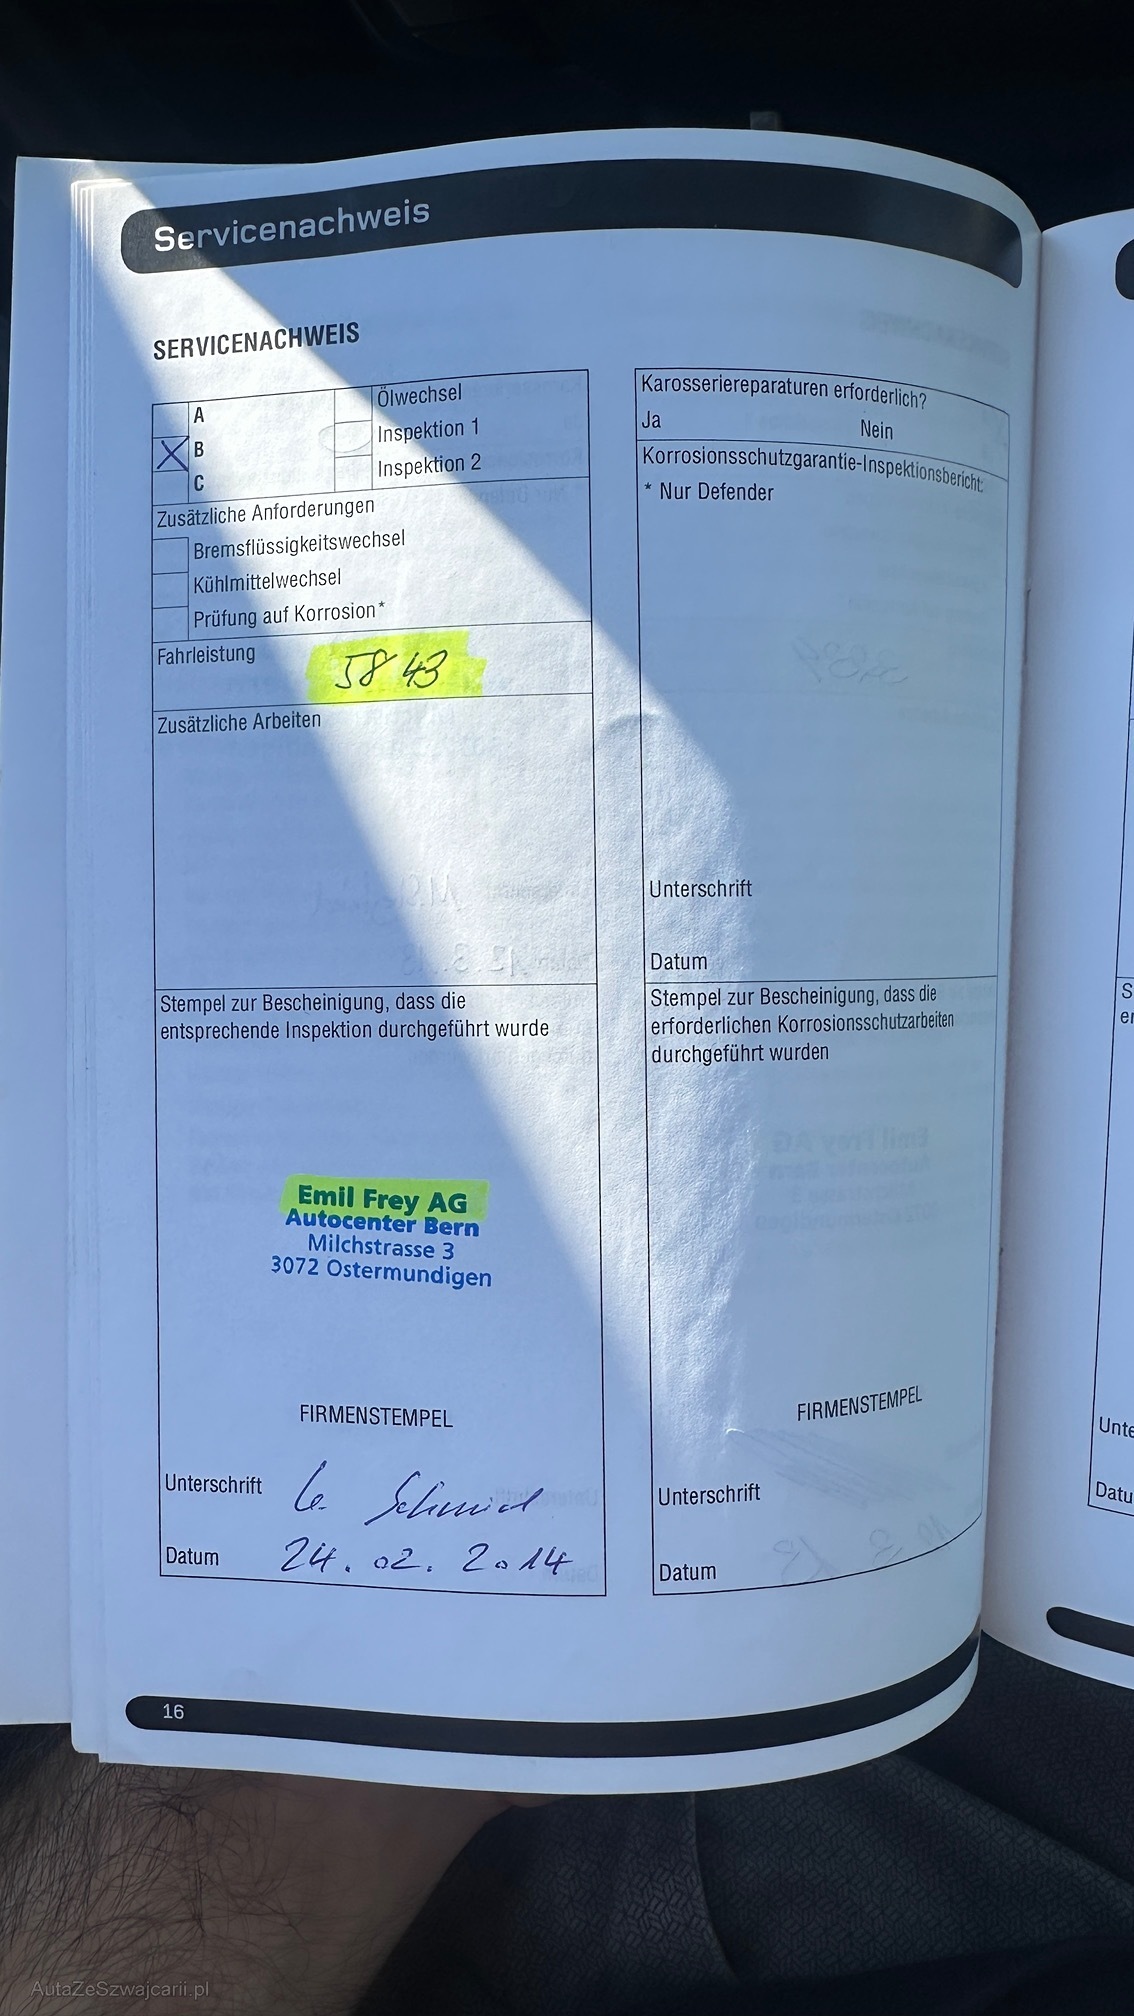 Servicenachweis
SERVICENACHWEIS
A
B
C
Ölwechsel
Inspektion 1
Inspektion 2
Zusätzliche Anforderungen
Bremsflüssigkeitswechsel
Kühlmittelwechsel
Prüfung auf Korrosion*
Fahrleistung 5843
Zusätzliche Arbeiten
Stempel zur Bescheinigung, dass die
entsprechende Inspektion durchgeführt wurde
Emil Frey AG
Autocenter Bern
Milchstrasse 3
3072 Ostermundigen
FIRMENSTEMPEL
Unterschrift Schmid
Datum 24.02.2014
Karosseriereparaturen erforderlich?
Ja Nein
Korrosionsschutzgarantie-Inspektionsbericht:
* Nur Defender
Unterschrift
Datum
Stempel zur Bescheinigung, dass die
erforderlichen Korrosionsschutzarbeiten
durchgeführt wurden
FIRMENSTEMPEL
Unterschrift
Datum
16
AutaZeSzwajcarii.pl